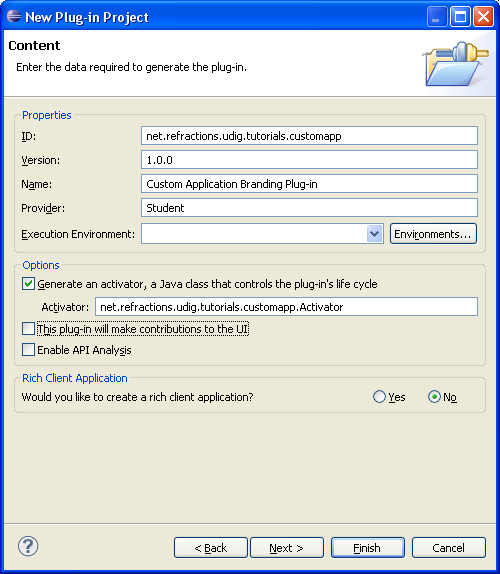 New Plug-in Project
Content
Enter the data required to generate the plug-in.
Properties
ID: net.refractions.udig.tutorials.customapp
Version: 1.0.0
Name: Custom Application Branding Plug-in
Provider: Student
Execution Environment: Environments...
Options
Generate an activator, a Java class that controls the plug-in's life cycle
Activator: net.refractions.udig.tutorials.customapp.Activator
This plug-in will make contributions to the UI
Enable API Analysis
Rich Client Application
Would you like to create a rich client application? Yes No
? < Back Next > Finish Cancel